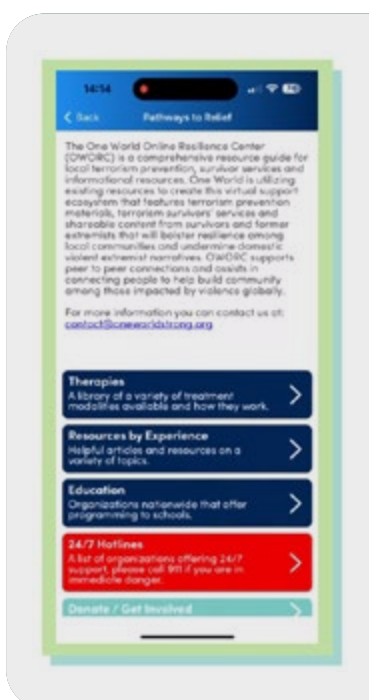 14:14
Back
Pathways to Relief
The One World Online Resilience Center
(OWORC) is a comprehensive resource guide for
local terrorism prevention, survivor services and
informational resources. One World is utilizing
existing resources to create this virtual support
ecosystem that features terrorism prevention
materials, terrorism survivors' services and
shareable content from survivors and former
extremists that will bolster resilience among
local communities and undermine domestic
violent extremist narratives. OWORC supports
peer to peer connections and assists in
connecting people to help build community
among those impacted by violence globally.
For more information you can contact us at:
contact@oneworldstrong.org
Therapies
A library of a variety of treatment
modalities available and how they work.
Resources by Experience
Helpful articles and resources on a
variety of topics.
Education
Organizations nationwide that offer
programming to schools.
24/7 Hotlines
A list of organizations offering 24/7
support, please call 911 if you are in
immediate danger.
Donate / Get Involved